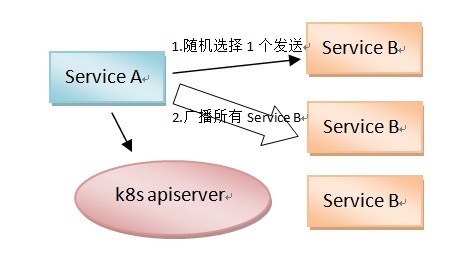 1.随机选择 1 个发送
Service B
Service A
2.广播所有 Service B
Service B
k8s apiserver
Service B